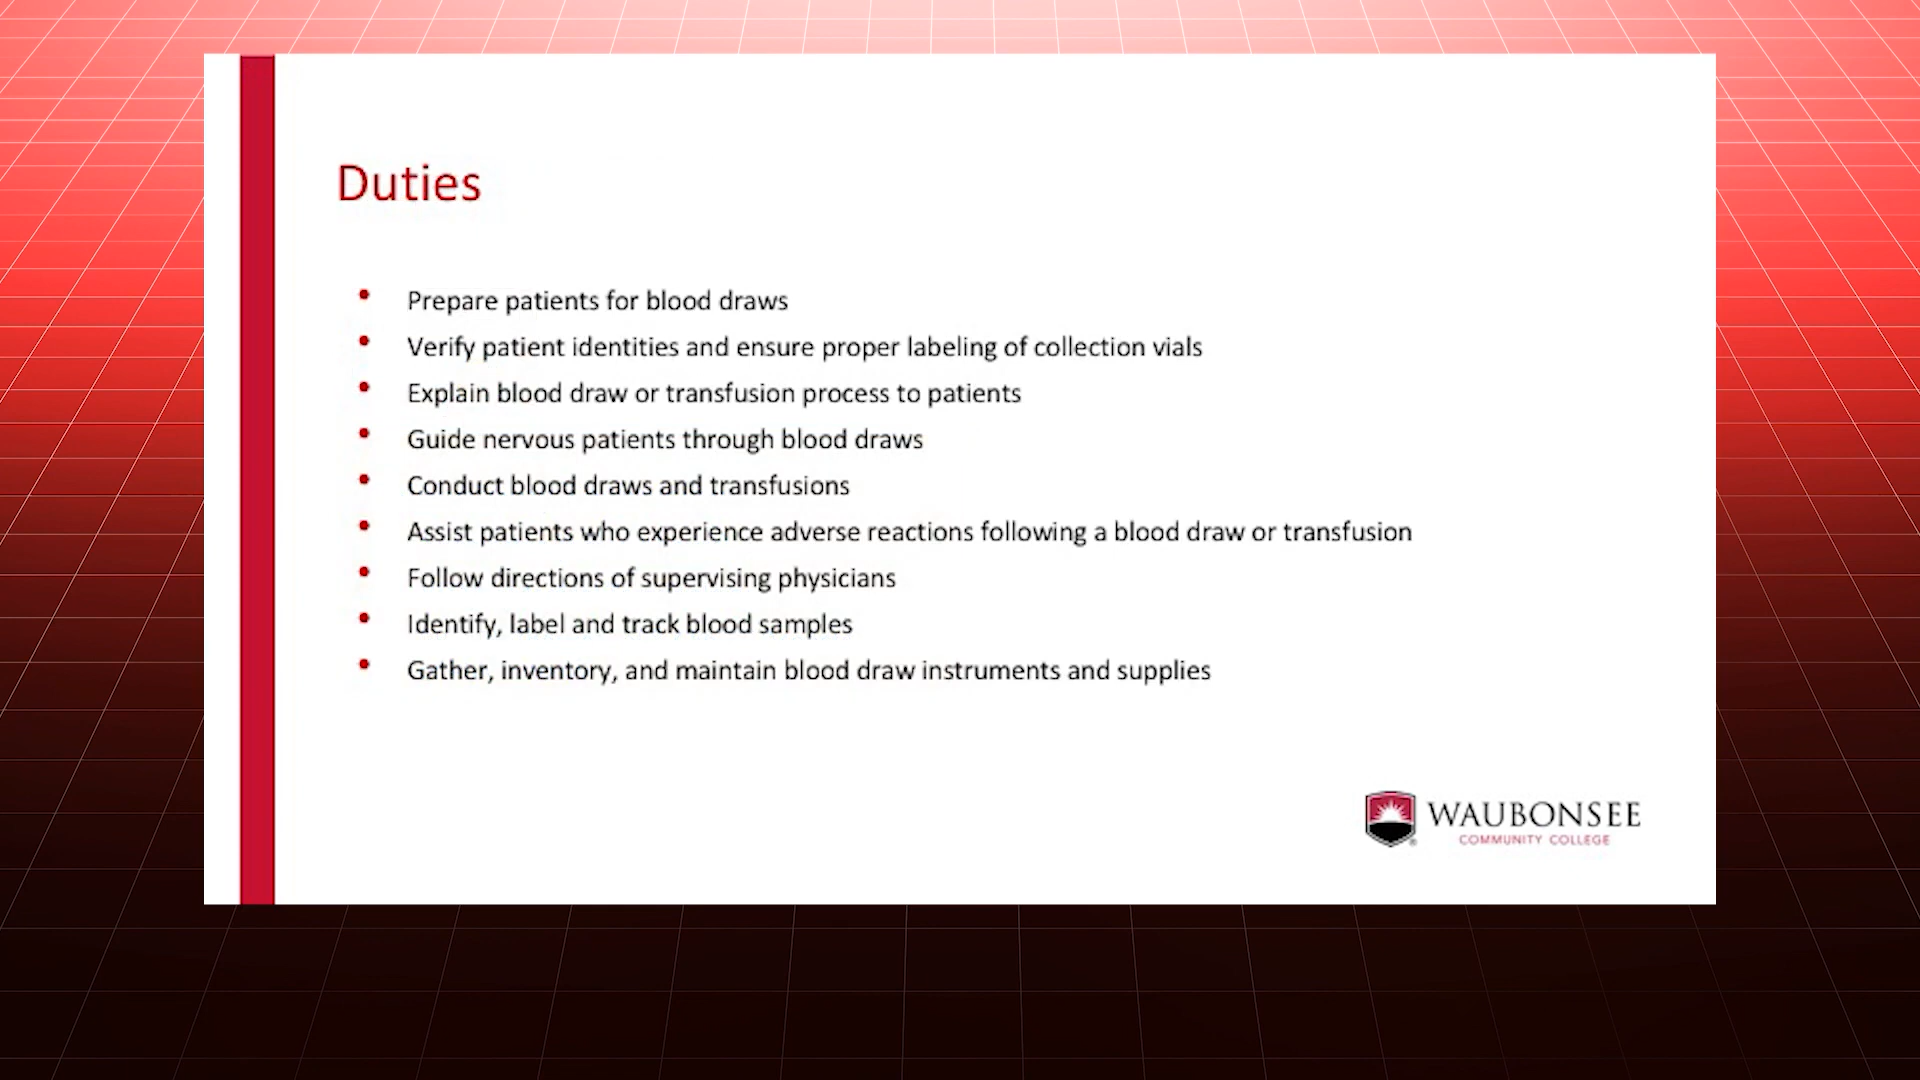 Duties
• Prepare patients for blood draws
• Verify patient identities and ensure proper labeling of collection vials
• Explain blood draw or transfusion process to patients
• Guide nervous patients through blood draws
• Conduct blood draws and transfusions
• Assist patients who experience adverse reactions following a blood draw or transfusion
• Follow directions of supervising physicians
• Identify, label and track blood samples
• Gather, inventory, and maintain blood draw instruments and supplies
WAUBONSEE
COMMUNITY COLLEGE